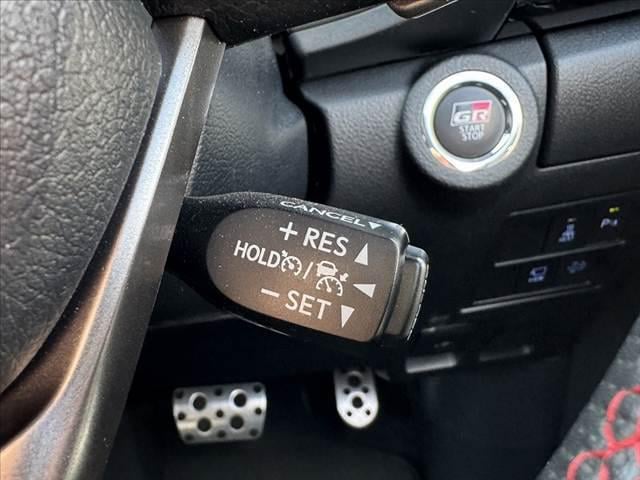 GR
START
STOP
CANCEL▼
+ RES ▲
HOLD /
− SET ▼